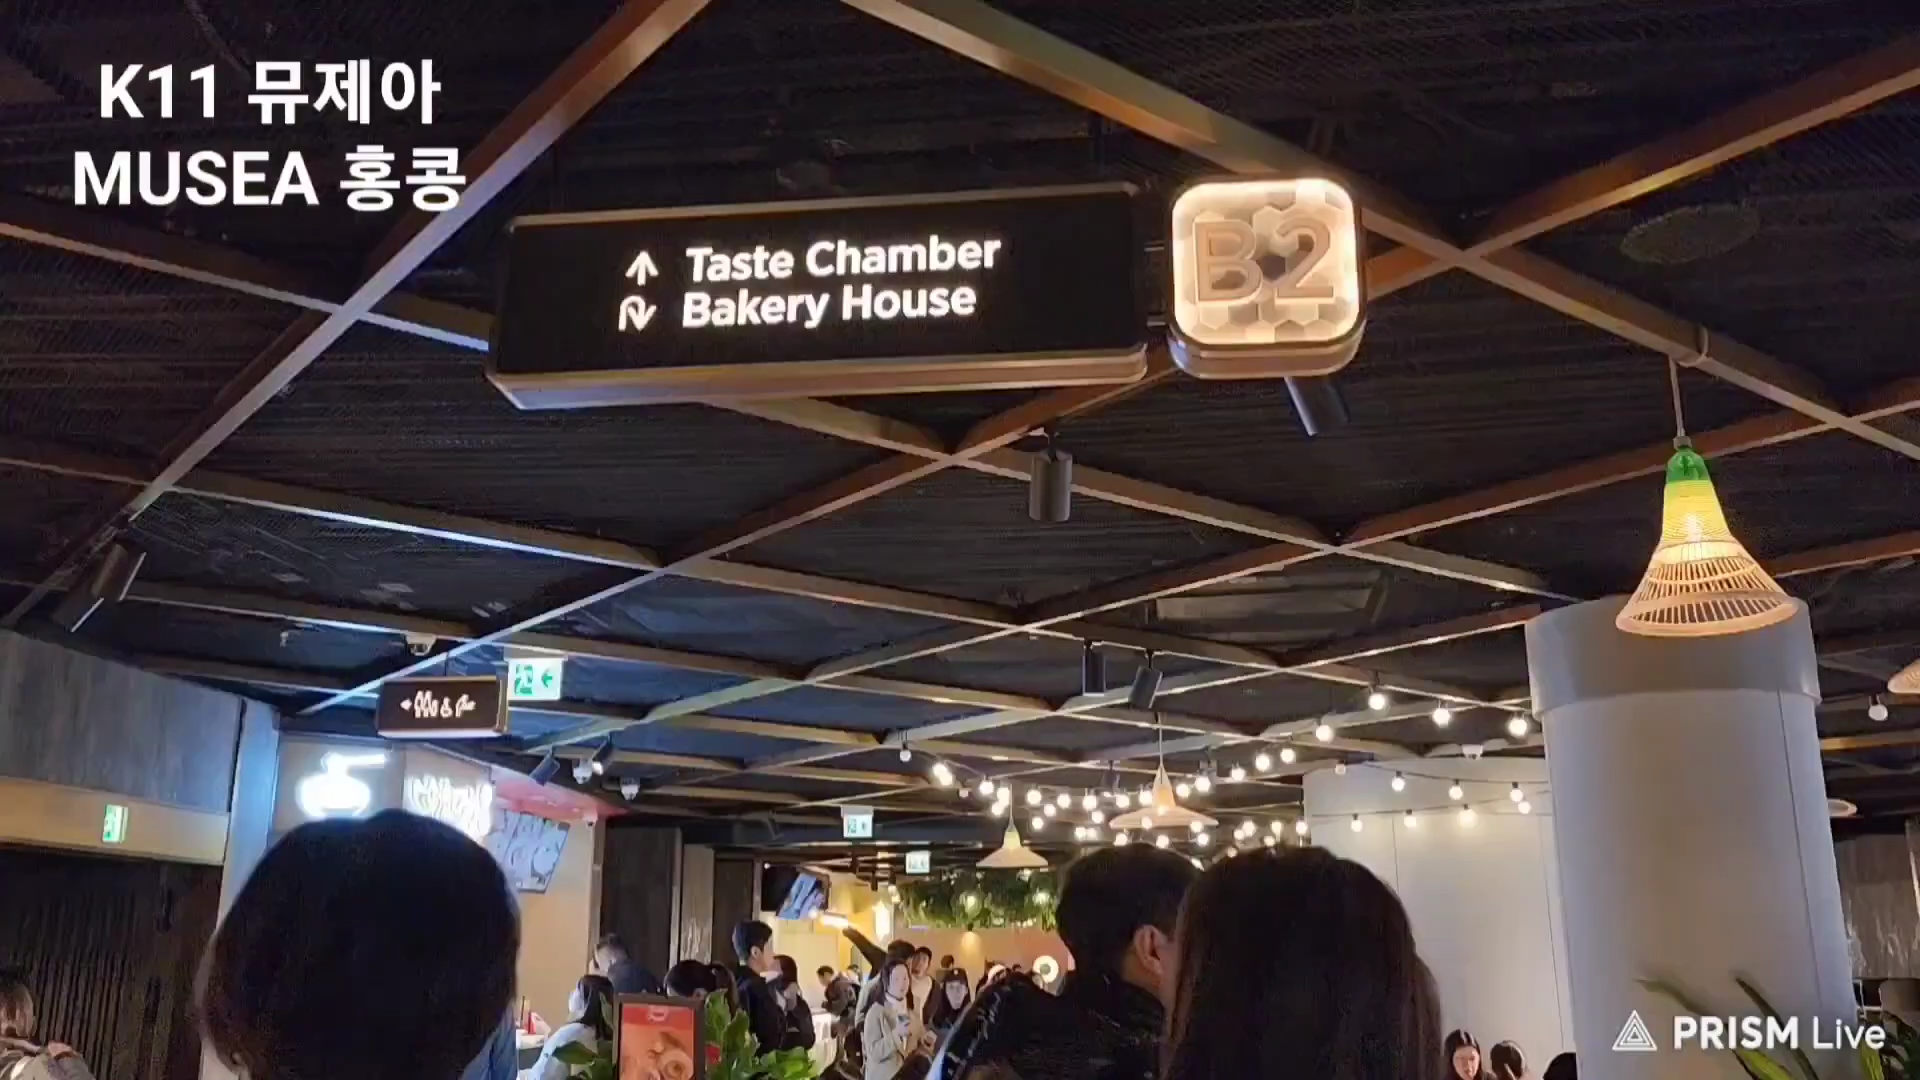 K11 뮤제아
MUSEA 홍콩
Taste Chamber
Bakery House
B2
PRISM Live